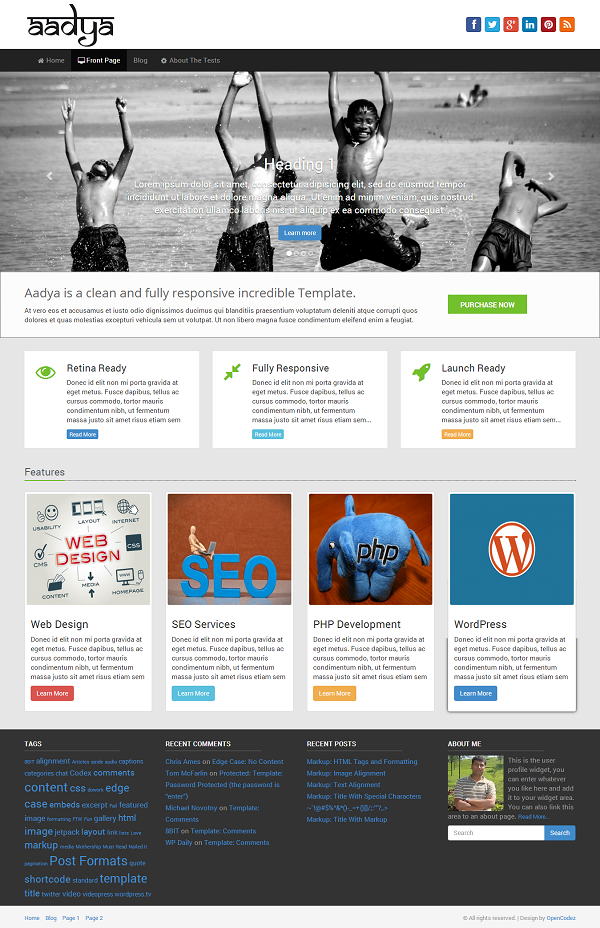 aadya
Home
Front Page
Blog
About The Tests
Heading 1
Lorem ipsum dolor sit amet, consectetur adipisicing elit, sed do eiusmod tempor
incididunt ut labore et dolore magna aliqua. Ut enim ad minim veniam, quis nostrud
exercitation ullamco laboris nisi ut aliquip ex ea commodo consequat.
Learn more
Aadya is a clean and fully responsive incredible Template.
At vero eos et accusamus et iusto odio dignissimos ducimus qui blanditiis praesentium voluptatum deleniti atque corrupti quos
dolores et quas molestias excepturi vehicula sem ut volutpat. Ut non libero magna fusce condimentum eleifend enim a feugiat.
PURCHASE NOW
Retina Ready
Donec id elit non mi porta gravida at
eget metus. Fusce dapibus, tellus ac
cursus commodo, tortor mauris
condimentum nibh, ut fermentum
massa justo sit amet risus etiam sem
Read More
Fully Responsive
Donec id elit non mi porta gravida at
eget metus. Fusce dapibus, tellus ac
cursus commodo, tortor mauris
condimentum nibh, ut fermentum
massa justo sit amet risus etiam sem...
Read More
Launch Ready
Donec id elit non mi porta gravida at
eget metus. Fusce dapibus, tellus ac
cursus commodo, tortor mauris
condimentum nibh, ut fermentum
massa justo sit amet risus etiam sem...
Read More
Features
USABILITY
LAYOUT
INTERNET
WEB
DESIGN
CSS
CMS
CONTENT
MEDIA
HOMEPAGE
Web Design
Donec id elit non mi porta gravida at
eget metus. Fusce dapibus, tellus ac
cursus commodo, tortor mauris
condimentum nibh, ut fermentum
massa justo sit amet risus etiam sem
Learn More
SEO
SEO Services
Donec id elit non mi porta gravida at
eget metus. Fusce dapibus, tellus ac
cursus commodo, tortor mauris
condimentum nibh, ut fermentum
massa justo sit amet risus etiam sem
Learn More
php
PHP Development
Donec id elit non mi porta gravida at
eget metus. Fusce dapibus, tellus ac
cursus commodo, tortor mauris
condimentum nibh, ut fermentum
massa justo sit amet risus etiam sem
Learn More
W
WordPress
Donec id elit non mi porta gravida at
eget metus. Fusce dapibus, tellus ac
cursus commodo, tortor mauris
condimentum nibh, ut fermentum
massa justo sit amet risus etiam sem
Learn More
TAGS
8BIT alignment Articles aside audio captions
categories chat Codex comments
content css dowork edge
case embeds excerpt Fail featured
image formatting FTW Fun gallery html
image jetpack layout link lists Love
markup media Mothership Must Read Nailed It
pagination Post Formats quote
shortcode standard template
title twitter video videopress wordpress.tv
RECENT COMMENTS
Chris Ames on Edge Case: No Content
Tom McFarlin on Protected: Template:
Password Protected (the password is
"enter")
Michael Novotny on Template:
Comments
8BIT on Template: Comments
WP Daily on Template: Comments
RECENT POSTS
Markup: HTML Tags and Formatting
Markup: Image Alignment
Markup: Text Alignment
Markup: Title With Special Characters
Markup: Title With Markup
ABOUT ME
This is the user
profile widget, you
can enter whatever
you like here and add
it to your widget area.
You can also link this
area to an about page. Read More...
Search
Search
Home
Blog
Page 1
Page 2
© All rights reserved. | Design by OpenCodez